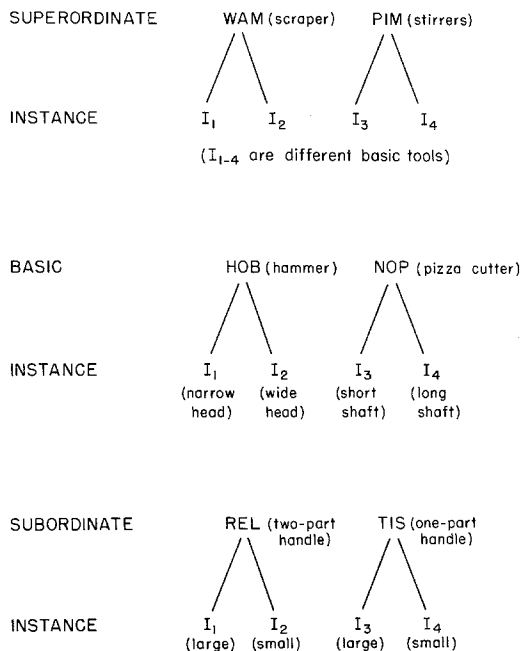 SUPERORDINATE WAM (scraper) PIM (stirrers)
INSTANCE I₁ I₂ I₃ I₄
(I₁₋₄ are different basic tools)
BASIC HOB (hammer) NOP (pizza cutter)
INSTANCE I₁ I₂ I₃ I₄
(narrow (wide (short (long
head) head) shaft) shaft)
SUBORDINATE REL (two-part TIS (one-part
handle) handle)
INSTANCE I₁ I₂ I₃ I₄
(large) (small) (large) (small)